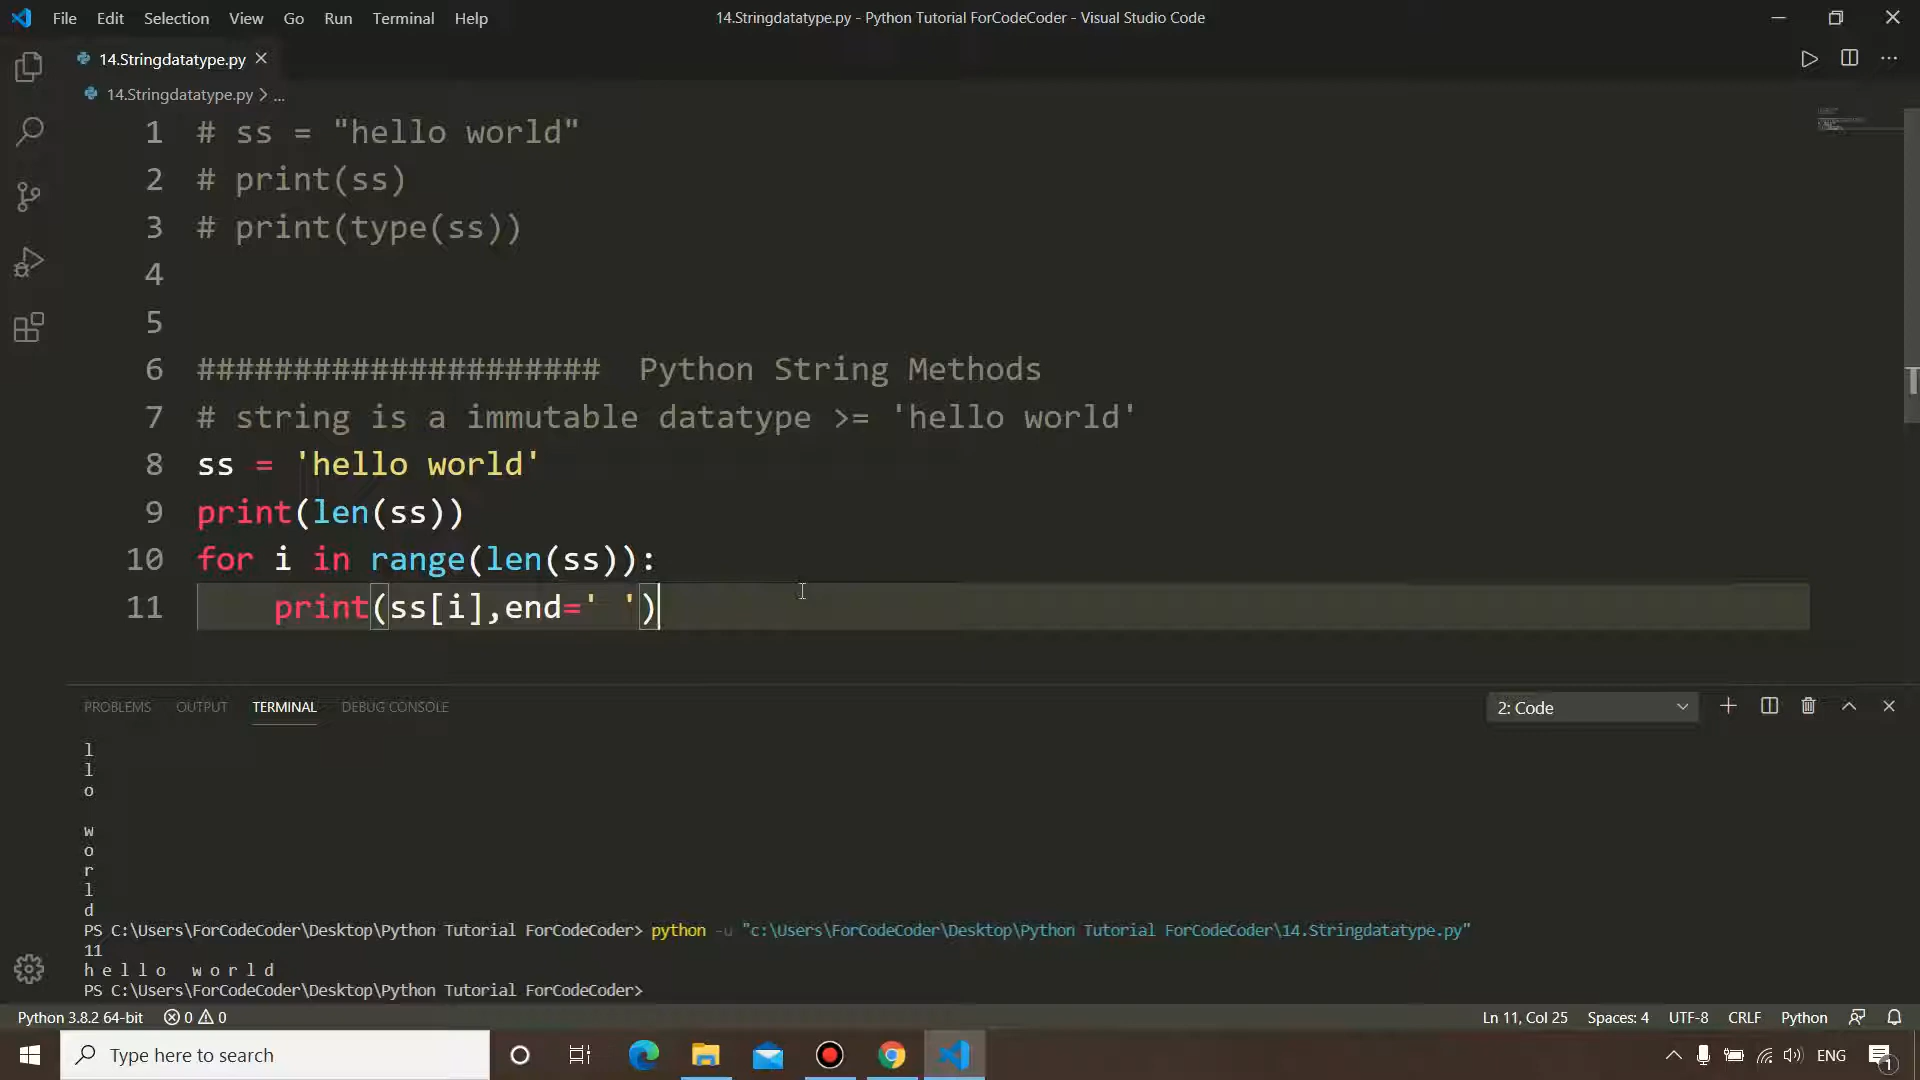 File Edit Selection View Go Run Terminal Help
14.Stringdatatype.py - Python Tutorial ForCodeCoder - Visual Studio Code
14.Stringdatatype.py
14.Stringdatatype.py > ...
1 # ss = "hello world"
2 # print(ss)
3 # print(type(ss))
4
5
6 ##################### Python String Methods
7 # string is a immutable datatype >= 'hello world'
8 ss = 'hello world'
9 print(len(ss))
10 for i in range(len(ss)):
11 print(ss[i],end=' ')
PROBLEMS OUTPUT TERMINAL DEBUG CONSOLE
2: Code
l
l
o
w
o
r
l
d
PS C:\Users\ForCodeCoder\Desktop\Python Tutorial ForCodeCoder> python -u "c:\Users\ForCodeCoder\Desktop\Python Tutorial ForCodeCoder\14.Stringdatatype.py"
11
h e l l o   w o r l d
PS C:\Users\ForCodeCoder\Desktop\Python Tutorial ForCodeCoder>
Python 3.8.2 64-bit 0 0 Ln 11, Col 25 Spaces: 4 UTF-8 CRLF Python
Type here to search
ENG
1